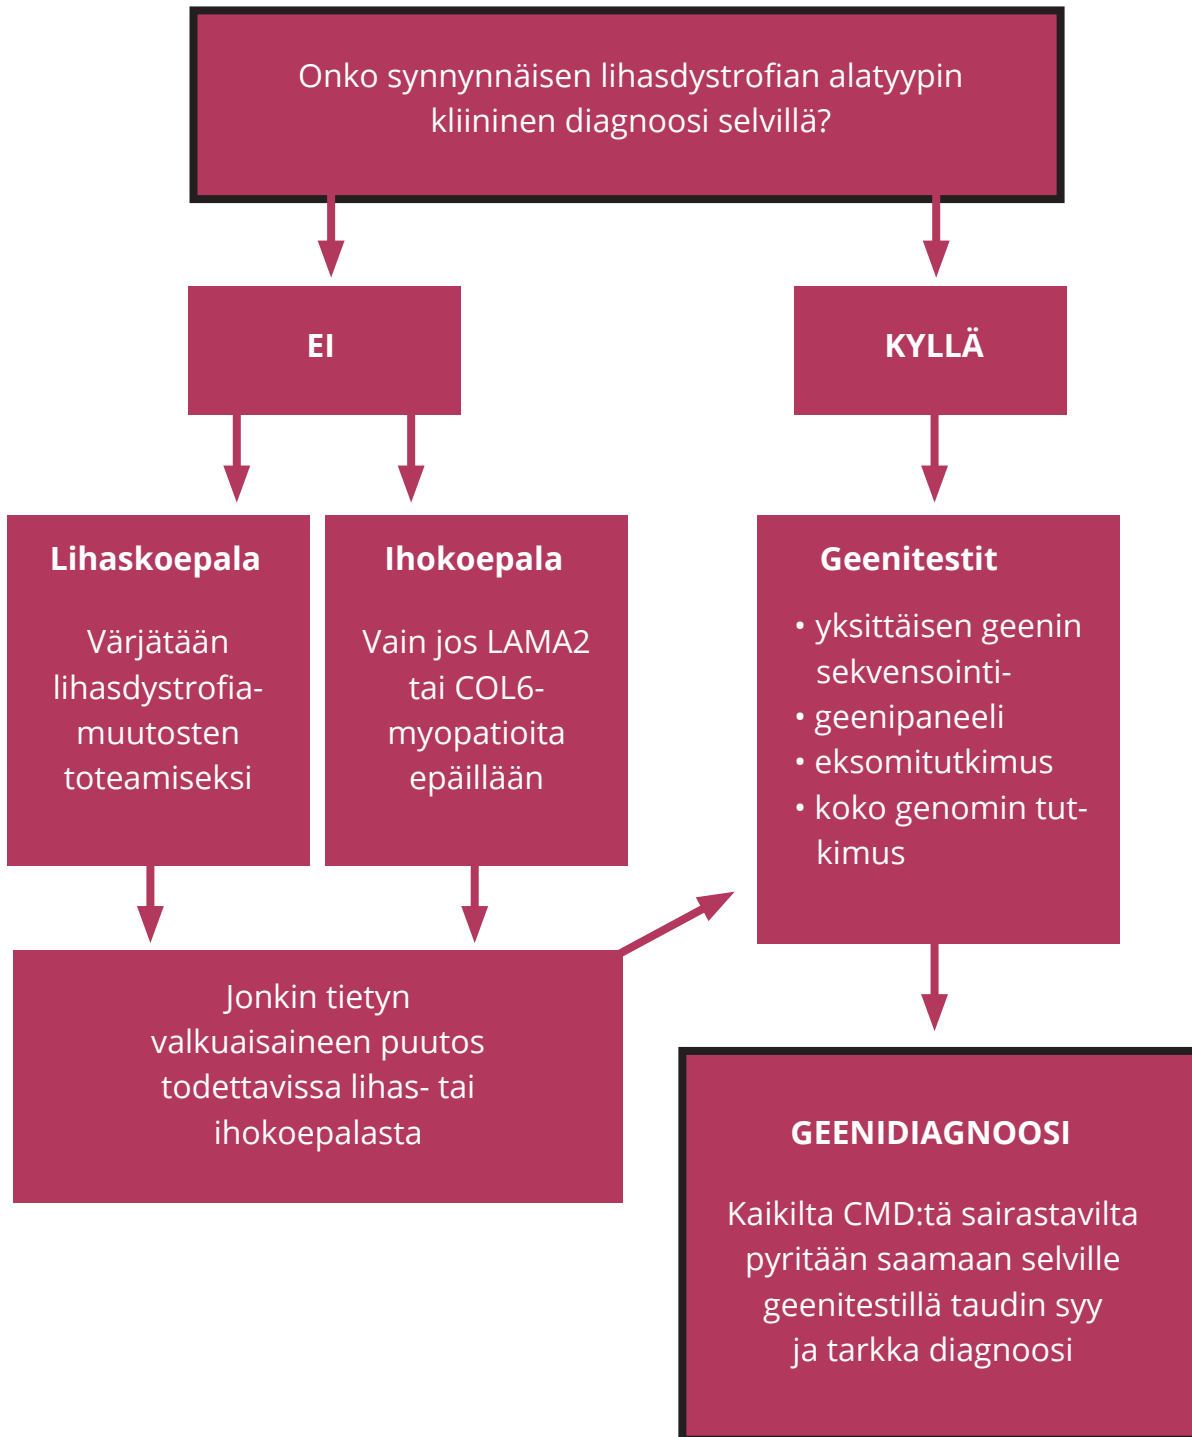 Onko synnynnäisen lihasdystrofian alatyypin
kliininen diagnoosi selvillä?
EI
KYLLÄ
Lihaskoepala
Värjätään
lihasdystrofia-
muutosten
toteamiseksi
Ihokoepala
Vain jos LAMA2
tai COL6-
myopatioita
epäillään
Geenitestit
• yksittäisen geenin
sekvensointi-
• geenipaneeli
• eksomitutkimus
• koko genomin tut-
kimus
Jonkin tietyn
valkuaisaineen puutos
todettavissa lihas- tai
ihokoepalasta
GEENIDIAGNOOSI
Kaikilta CMD:tä sairastavilta
pyritään saamaan selville
geenitestillä taudin syy
ja tarkka diagnoosi